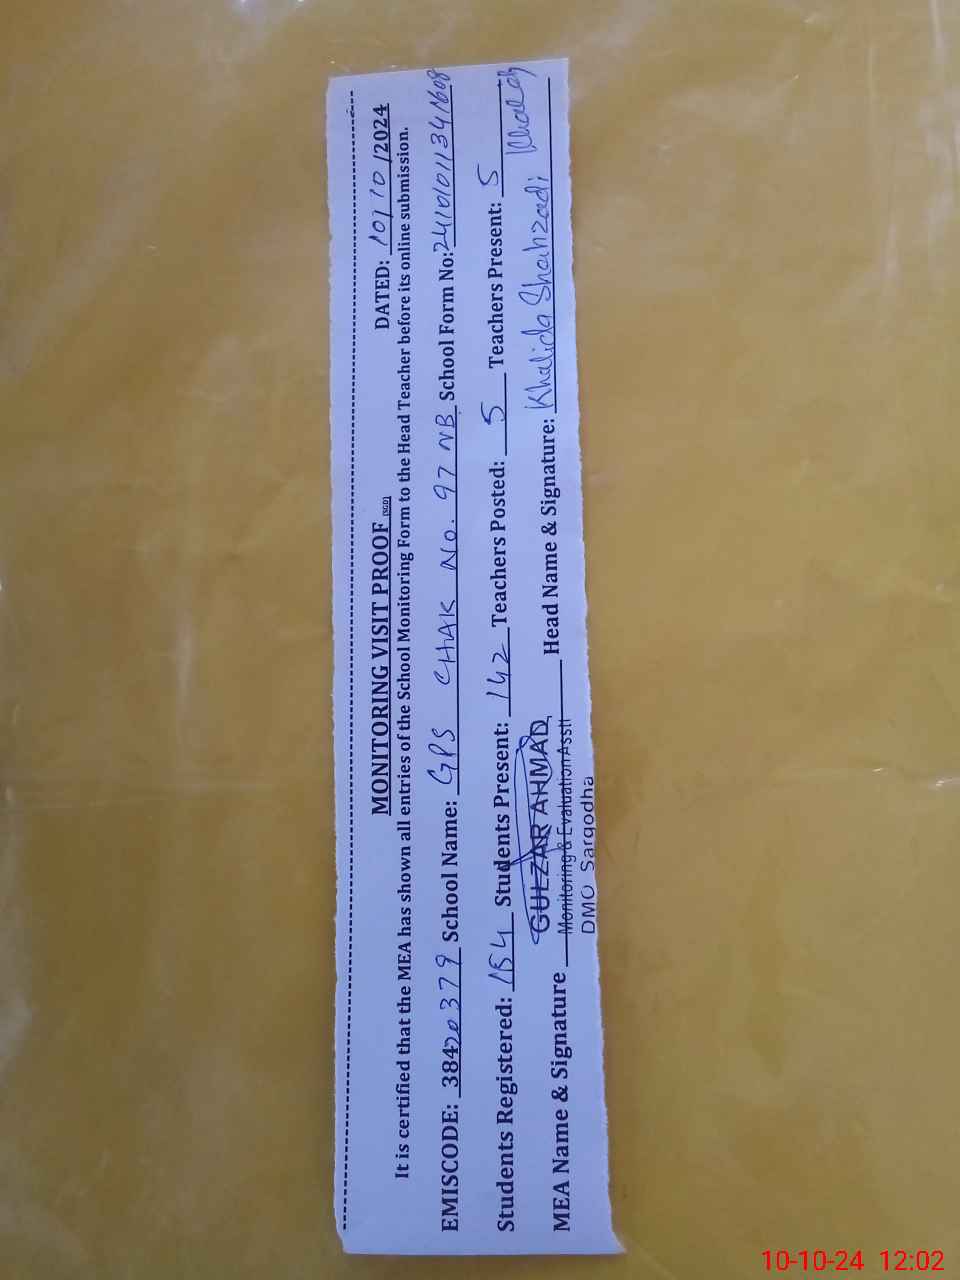 MONITORING VISIT PROOF (SGD) DATED: 10/10/2024
It is certified that the MEA has shown all entries of the School Monitoring Form to the Head Teacher before its online submission.
EMISCODE: 38420379 School Name: GPS CHAK No. 97 NB School Form No:
Students Registered: 154 Students Present: 142 Teachers Posted: 5 Teachers Present: 5
MEA Name & Signature GULZAR AHMAD Head Name & Signature: Khalida Shahzadi
Monitoring & Evaluation Asstt
DMO Sargodha
10-10-24 12:02